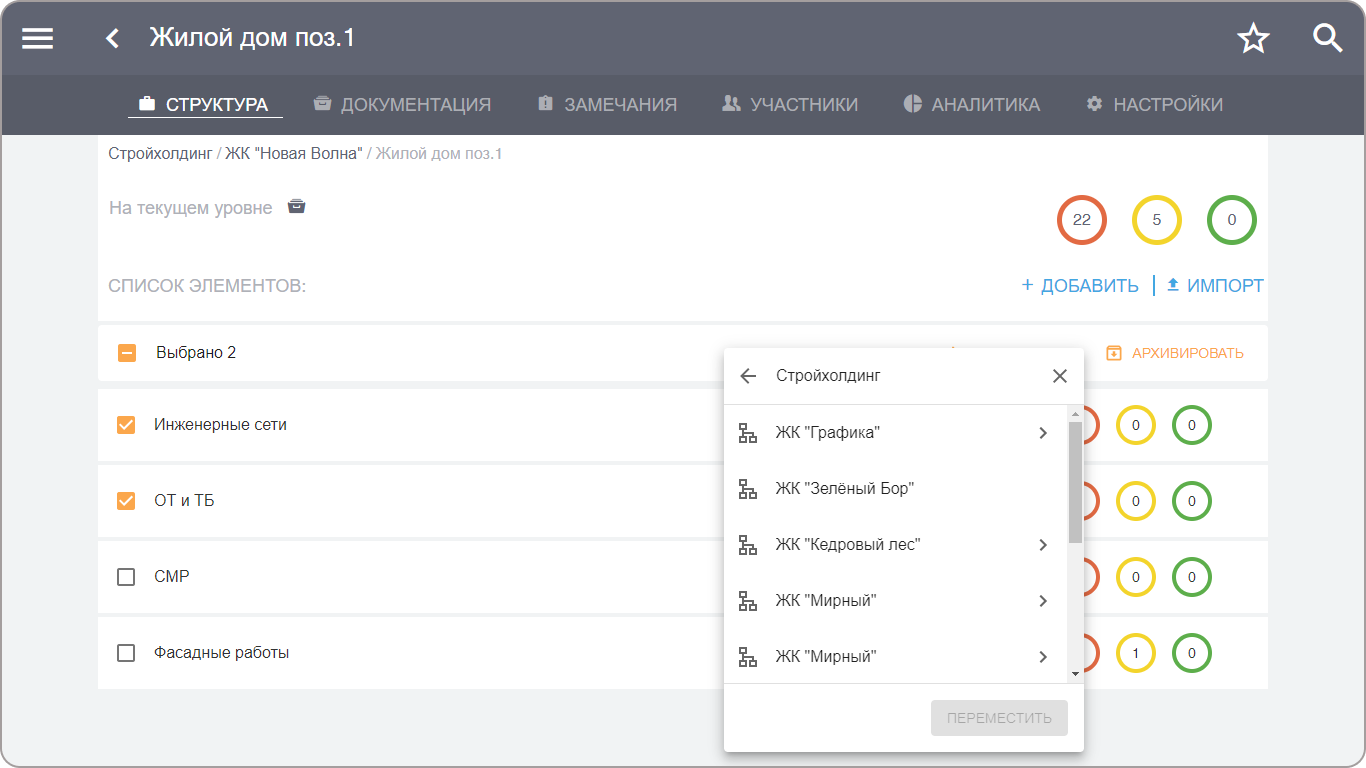 Жилой дом поз.1
СТРУКТУРА ДОКУМЕНТАЦИЯ ЗАМЕЧАНИЯ УЧАСТНИКИ АНАЛИТИКА НАСТРОЙКИ
Стройхолдинг / ЖК "Новая Волна" / Жилой дом поз.1
На текущем уровне 22 5 0
СПИСОК ЭЛЕМЕНТОВ: + ДОБАВИТЬ ИМПОРТ
Выбрано 2 АРХИВИРОВАТЬ
Стройхолдинг
Инженерные сети 0 0
ЖК "Графика"
ЖК "Зелёный Бор"
ОТ и ТБ 0 0
ЖК "Кедровый лес"
СМР 0 0
ЖК "Мирный"
Фасадные работы 1 0
ЖК "Мирный"
ПЕРЕМЕСТИТЬ